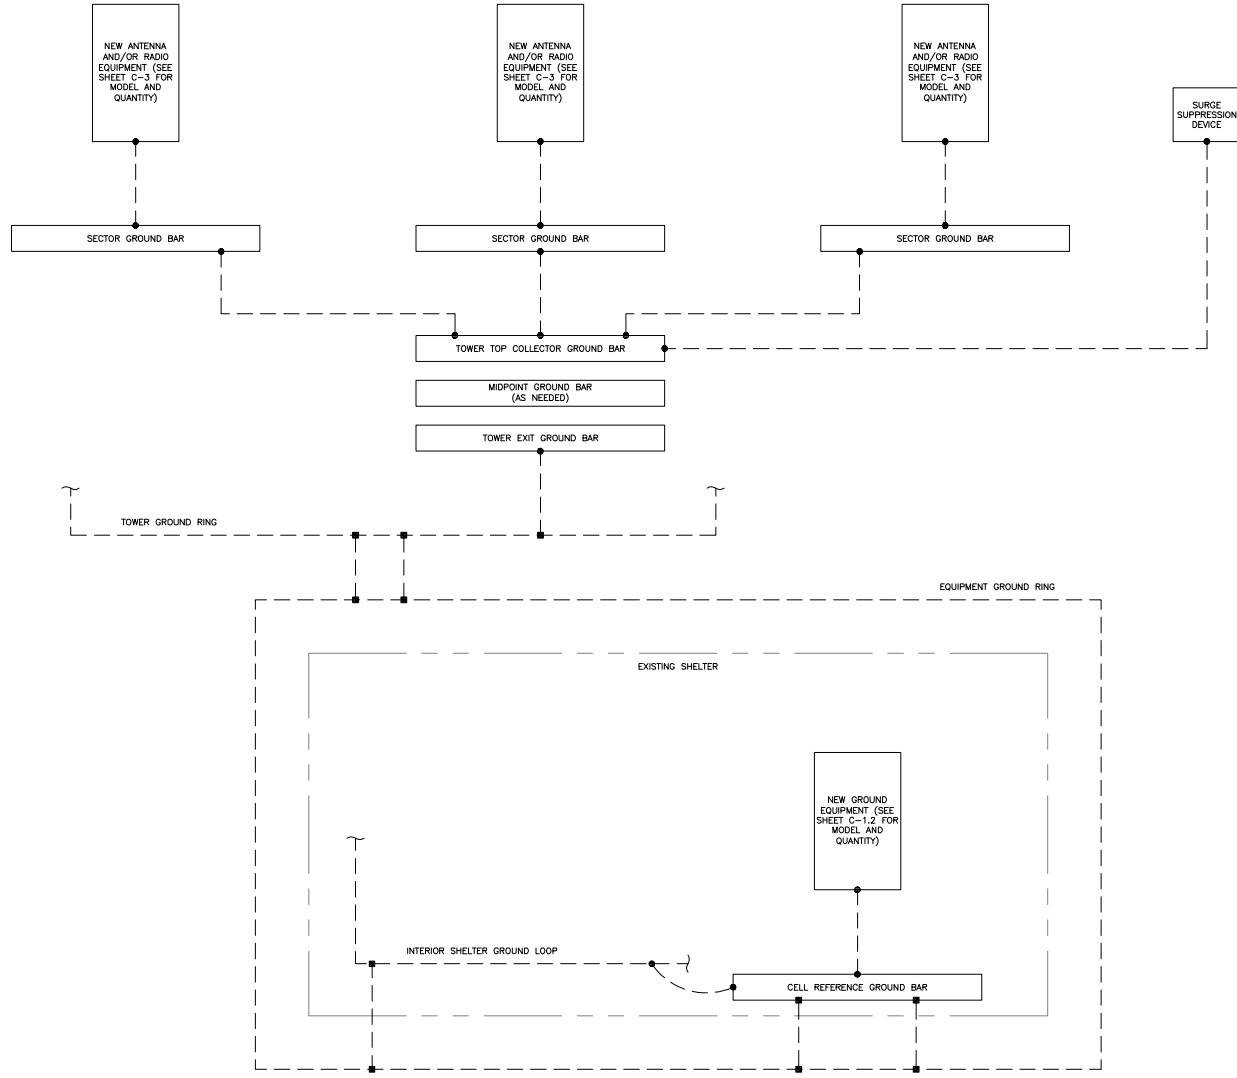 NEW ANTENNA
AND/OR RADIO
EQUIPMENT (SEE
SHEET C-3 FOR
MODEL AND
QUANTITY)
NEW ANTENNA
AND/OR RADIO
EQUIPMENT (SEE
SHEET C-3 FOR
MODEL AND
QUANTITY)
NEW ANTENNA
AND/OR RADIO
EQUIPMENT (SEE
SHEET C-3 FOR
MODEL AND
QUANTITY)
SURGE
SUPPRESSION
DEVICE
SECTOR GROUND BAR
SECTOR GROUND BAR
SECTOR GROUND BAR
TOWER TOP COLLECTOR GROUND BAR
MIDPOINT GROUND BAR
(AS NEEDED)
TOWER EXIT GROUND BAR
TOWER GROUND RING
EQUIPMENT GROUND RING
EXISTING SHELTER
NEW GROUND
EQUIPMENT (SEE
SHEET C-1.2 FOR
MODEL AND
QUANTITY)
INTERIOR SHELTER GROUND LOOP
CELL REFERENCE GROUND BAR